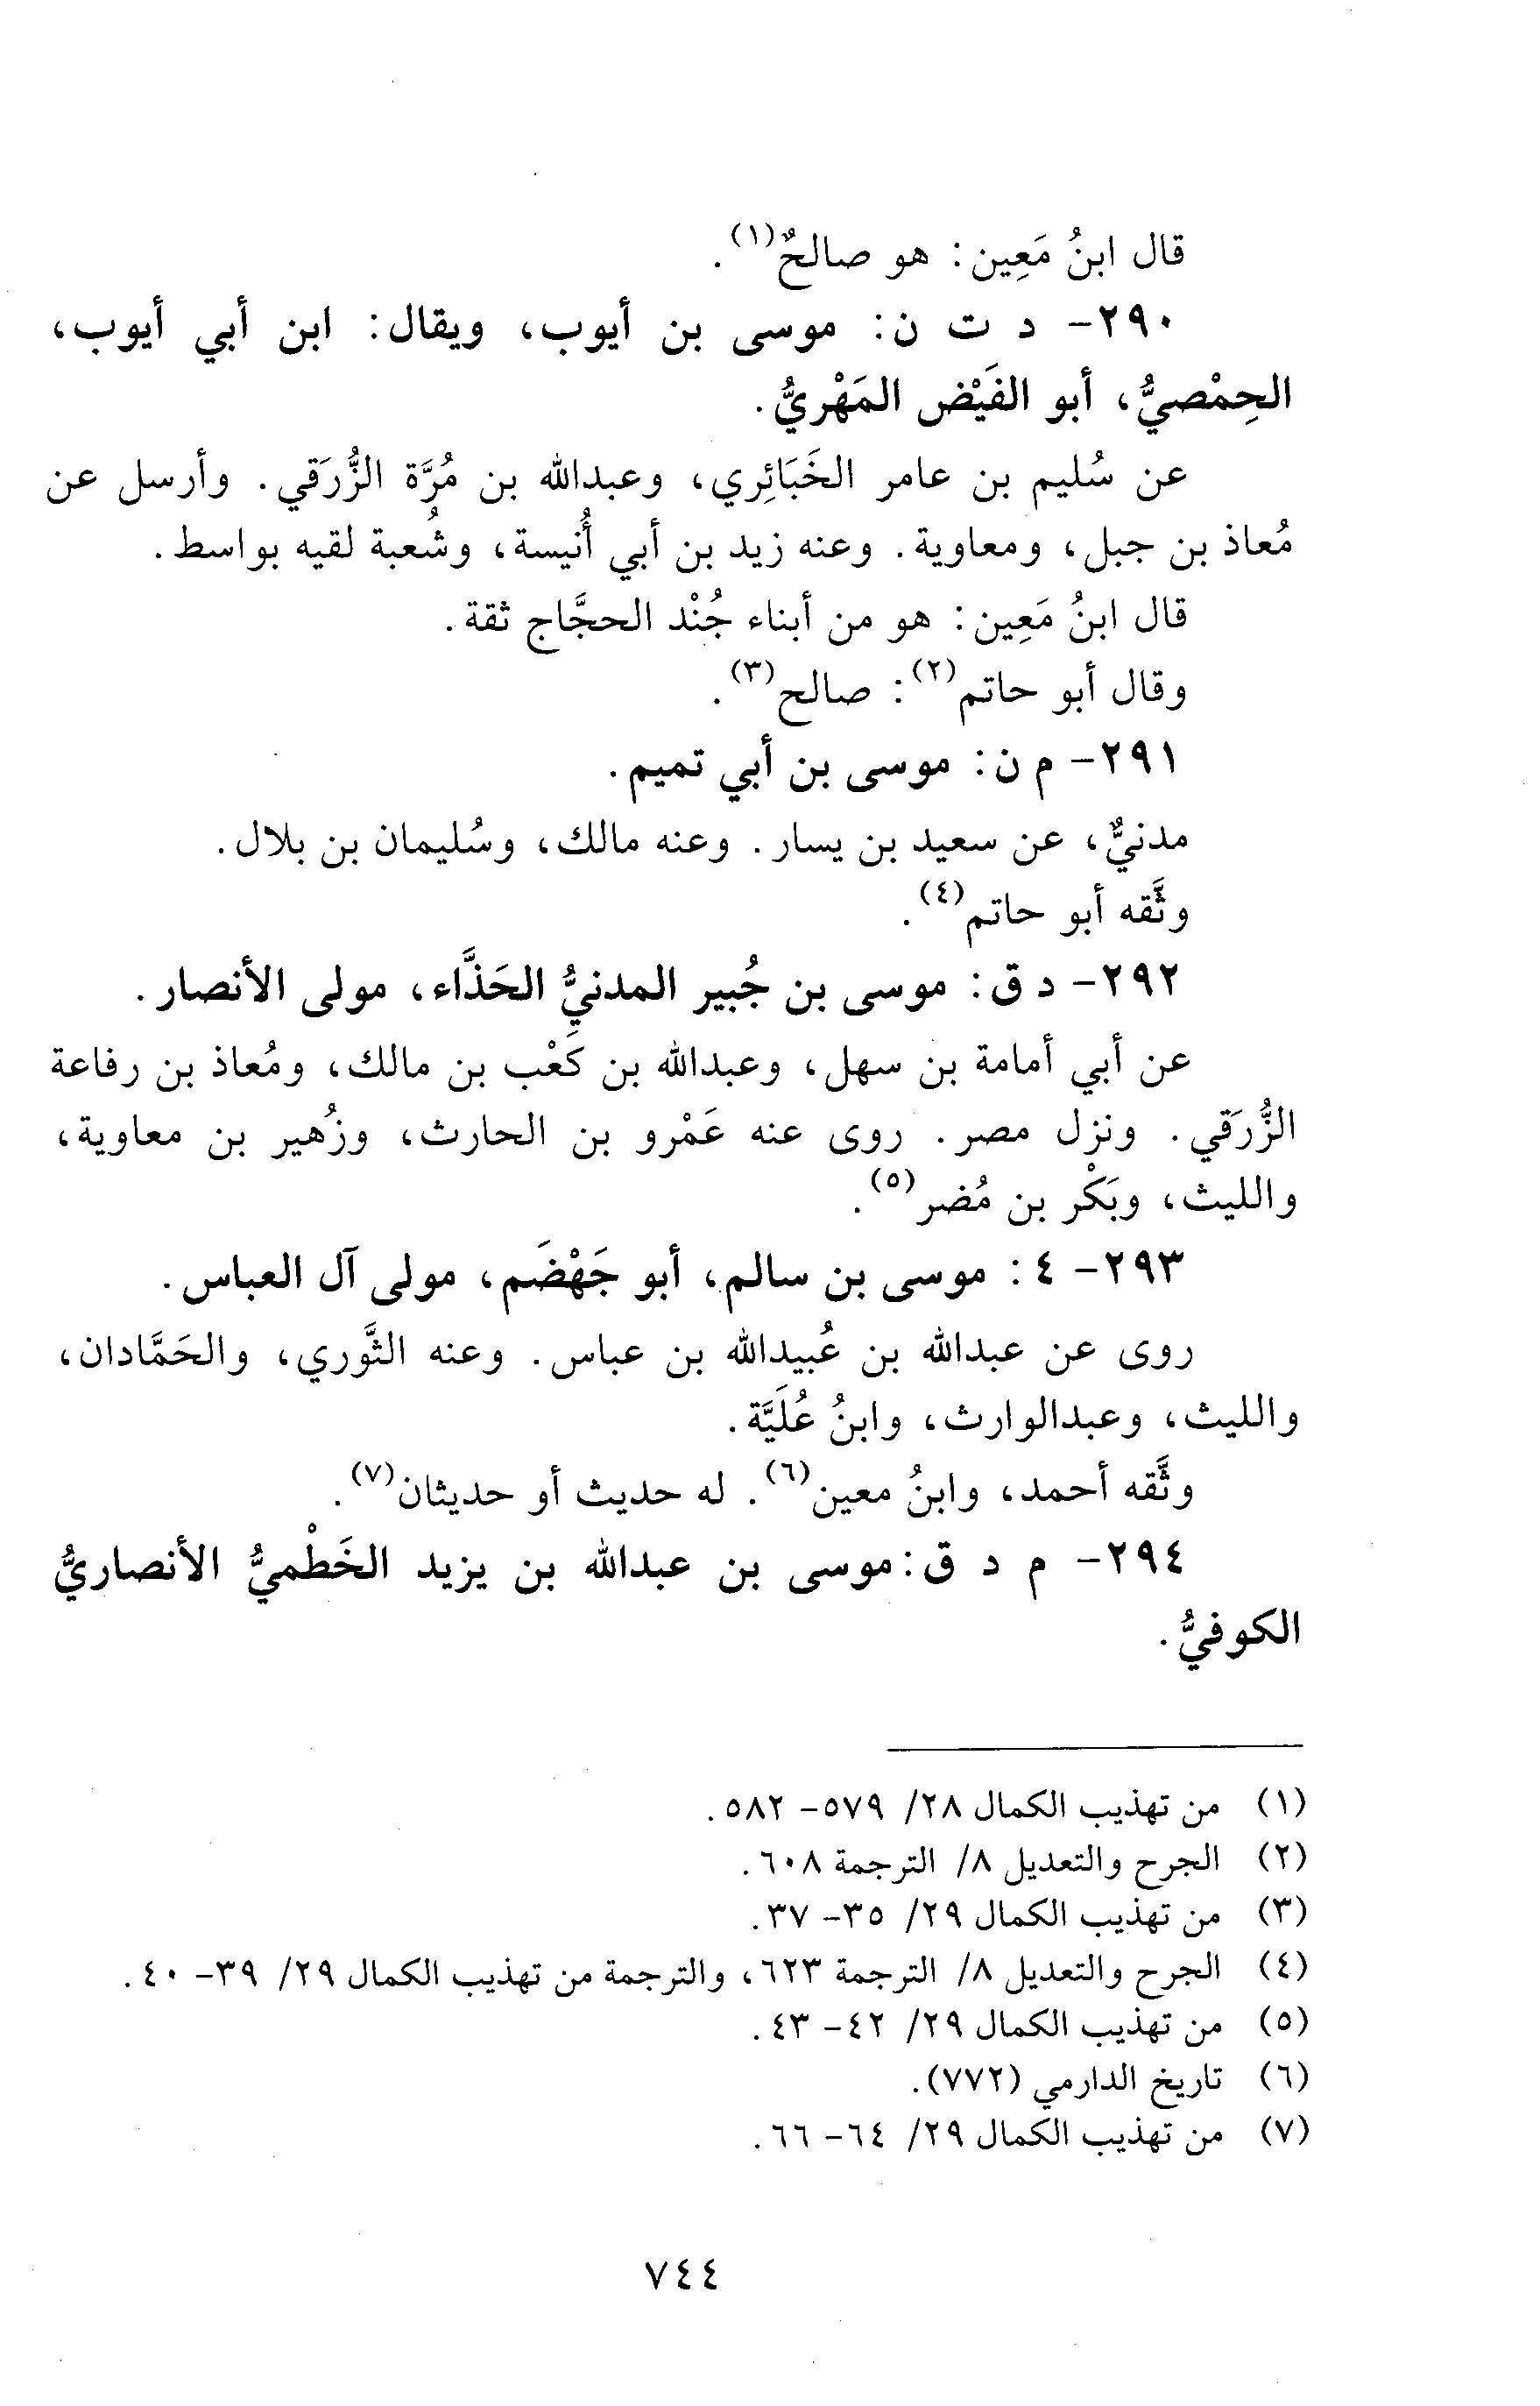 قال ابنُ مَعِين: هو صالحٌ(١).
٢٩٠- د ت ن: موسى بن أيوب، ويقال: ابن أبي أيوب،
الحِمْصيُّ، أبو الفَيْض المَهْريُّ.
عن سُليم بن عامر الخَبَائِري، وعبدالله بن مُرَّة الزُّرَقي. وأرسل عن
مُعاذ بن جبل، ومعاوية. وعنه زيد بن أبي أُنيسة، وشُعبة لقيه بواسط.
قال ابنُ مَعِين: هو من أبناء جُنْد الحجَّاج ثقة.
وقال أبو حاتم(٢): صالح(٣).
٢٩١- م ن: موسى بن أبي تميم.
مدنيٌّ، عن سعيد بن يسار. وعنه مالك، وسُليمان بن بلال.
وثَّقه أبو حاتم(٤).
٢٩٢- د ق: موسى بن جُبير المدنيُّ الحَذَّاء، مولى الأنصار.
عن أبي أمامة بن سهل، وعبدالله بن كَعْب بن مالك، ومُعاذ بن رفاعة
الزُّرَقي. ونزل مصر. روى عنه عَمْرو بن الحارث، وزُهير بن معاوية،
والليث، وبَكْر بن مُضر(٥).
٢٩٣- ٤: موسى بن سالم، أبو جَهْضَم، مولى آل العباس.
روى عن عبدالله بن عُبيدالله بن عباس. وعنه الثَّوري، والحَمَّادان،
والليث، وعبدالوارث، وابنُ عُلَيَّة.
وثَّقه أحمد، وابنُ معين(٦). له حديث أو حديثان(٧).
٢٩٤- م د ق: موسى بن عبدالله بن يزيد الخَطْميُّ الأنصاريُّ
الكوفيُّ.
(١) من تهذيب الكمال ٢٨/ ٥٧٩- ٥٨٢.
(٢) الجرح والتعديل ٨/ الترجمة ٦٠٨.
(٣) من تهذيب الكمال ٢٩/ ٣٥- ٣٧.
(٤) الجرح والتعديل ٨/ الترجمة ٦٢٣، والترجمة من تهذيب الكمال ٢٩/ ٣٩- ٤٠.
(٥) من تهذيب الكمال ٢٩/ ٤٢- ٤٣.
(٦) تاريخ الدارمي (٧٧٢).
(٧) من تهذيب الكمال ٢٩/ ٦٤- ٦٦.
٧٤٤